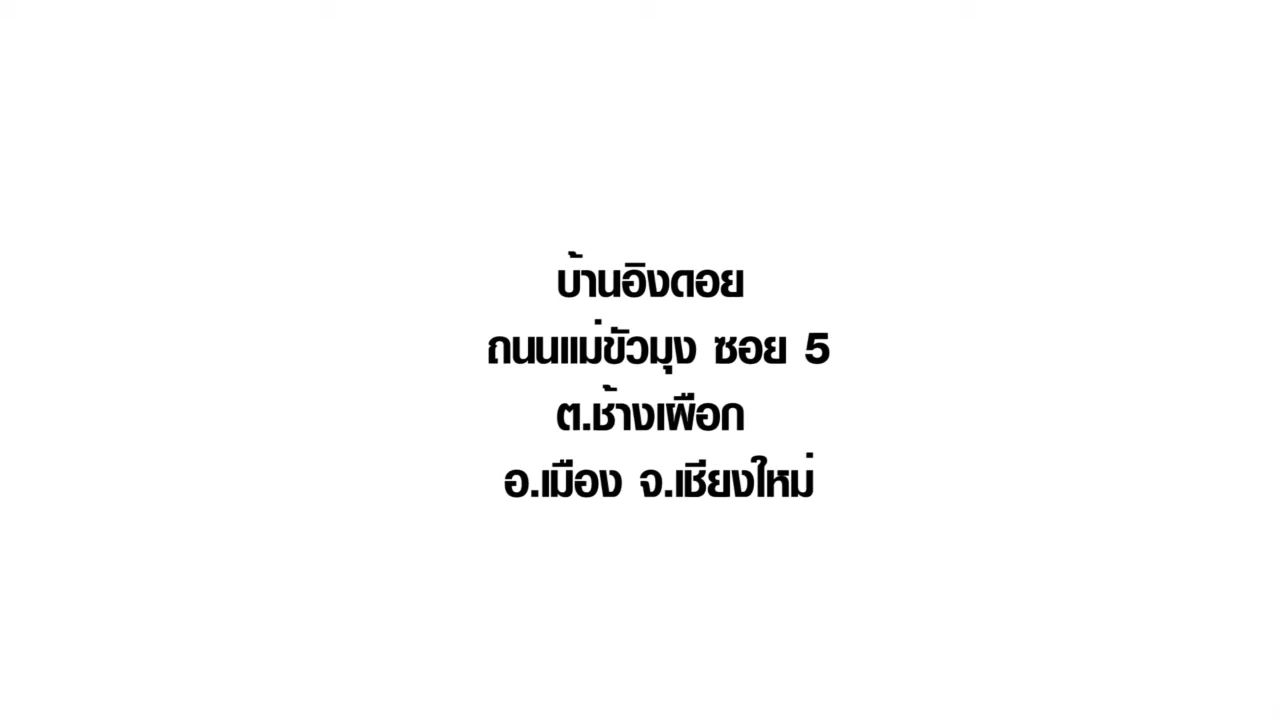 บ้านอิงดอย
ถนนแม่ขัวมุง ซอย 5
ต.ช้างเผือก
อ.เมือง จ.เชียงใหม่